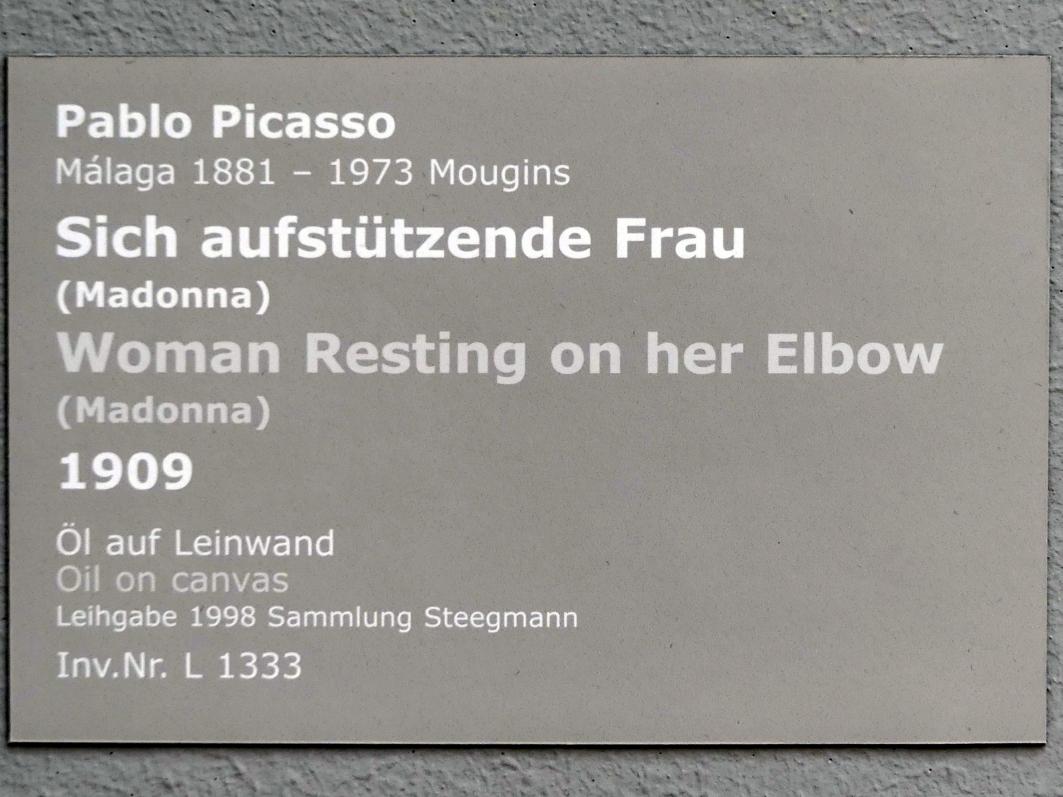 Pablo Picasso
Málaga 1881 – 1973 Mougins
Sich aufstützende Frau
(Madonna)
Woman Resting on her Elbow
(Madonna)
1909
Öl auf Leinwand
Oil on canvas
Leihgabe 1998 Sammlung Steegmann
Inv.Nr. L 1333